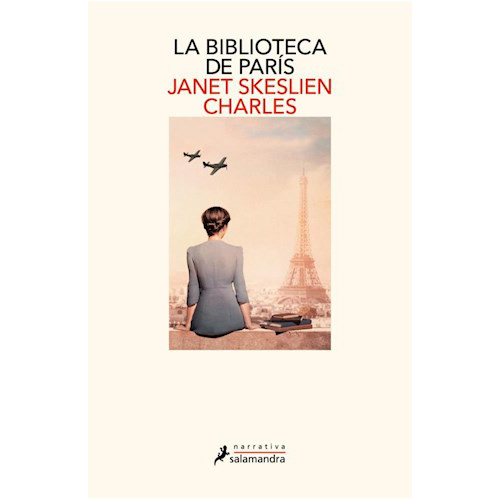 LA BIBLIOTECA
DE PARÍS
JANET SKESLIEN
CHARLES
narrativa
salamandra